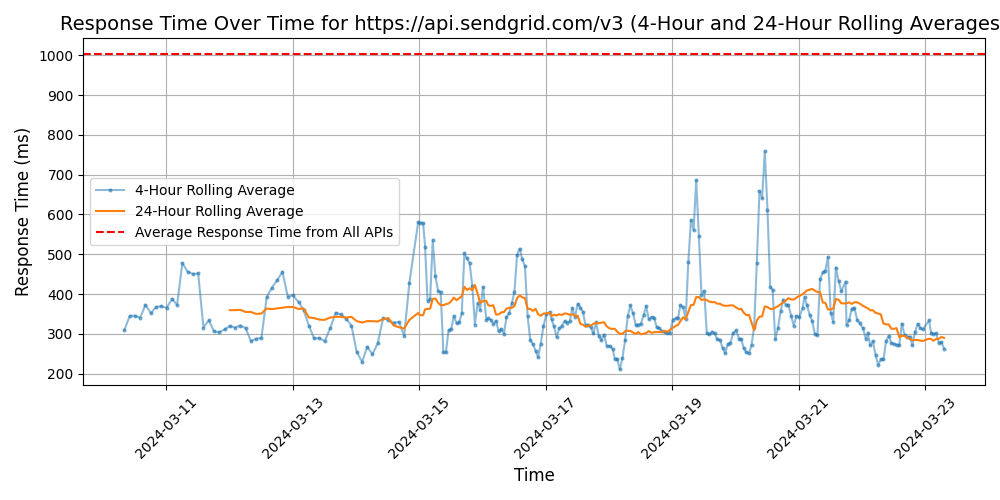 Response Time Over Time for https://api.sendgrid.com/v3 (4-Hour and 24-Hour Rolling Averages
Response Time (ms)
1000
900
800
700
600
500
400
300
200
4-Hour Rolling Average
24-Hour Rolling Average
Average Response Time from All APIs
2024-03-11
2024-03-13
2024-03-15
2024-03-17
2024-03-19
2024-03-21
2024-03-23
Time